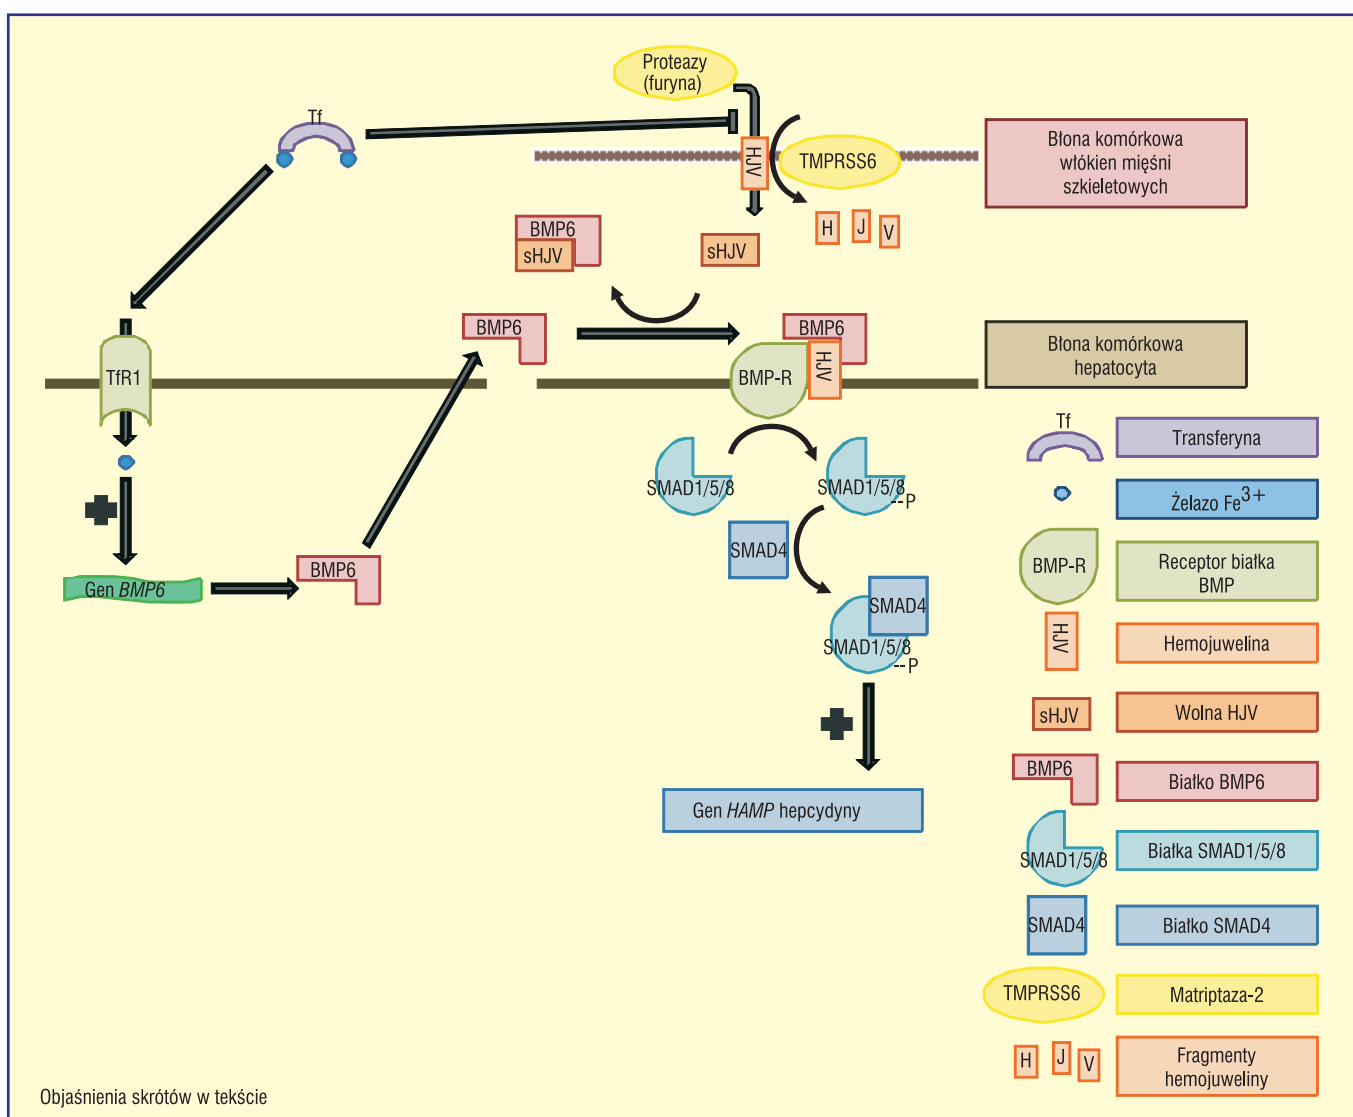 Proteazy
(furyna)
Tf
HJV
TMPRSS6
Błona komórkowa
włókien mięśni
szkieletowych
H
J
V
BMP6
sHJV
sHJV
BMP6
BMP6
HJV
BMP-R
TfR1
Błona komórkowa
hepatocyta
Tf
Transferyna
SMAD1/5/8
SMAD1/5/8
--P
Żelazo Fe3+
SMAD4
BMP-R
Receptor białka
BMP
Gen BMP6
BMP6
SMAD4
SMAD1/5/8
--P
HJV
Hemojuwelina
sHJV
Wolna HJV
BMP6
Białko BMP6
Gen HAMP hepcydyny
SMAD1/5/8
Białka SMAD1/5/8
SMAD4
Białko SMAD4
TMPRSS6
Matriptaza-2
H
J
V
Fragmenty
hemojuweliny
Objaśnienia skrótów w tekście